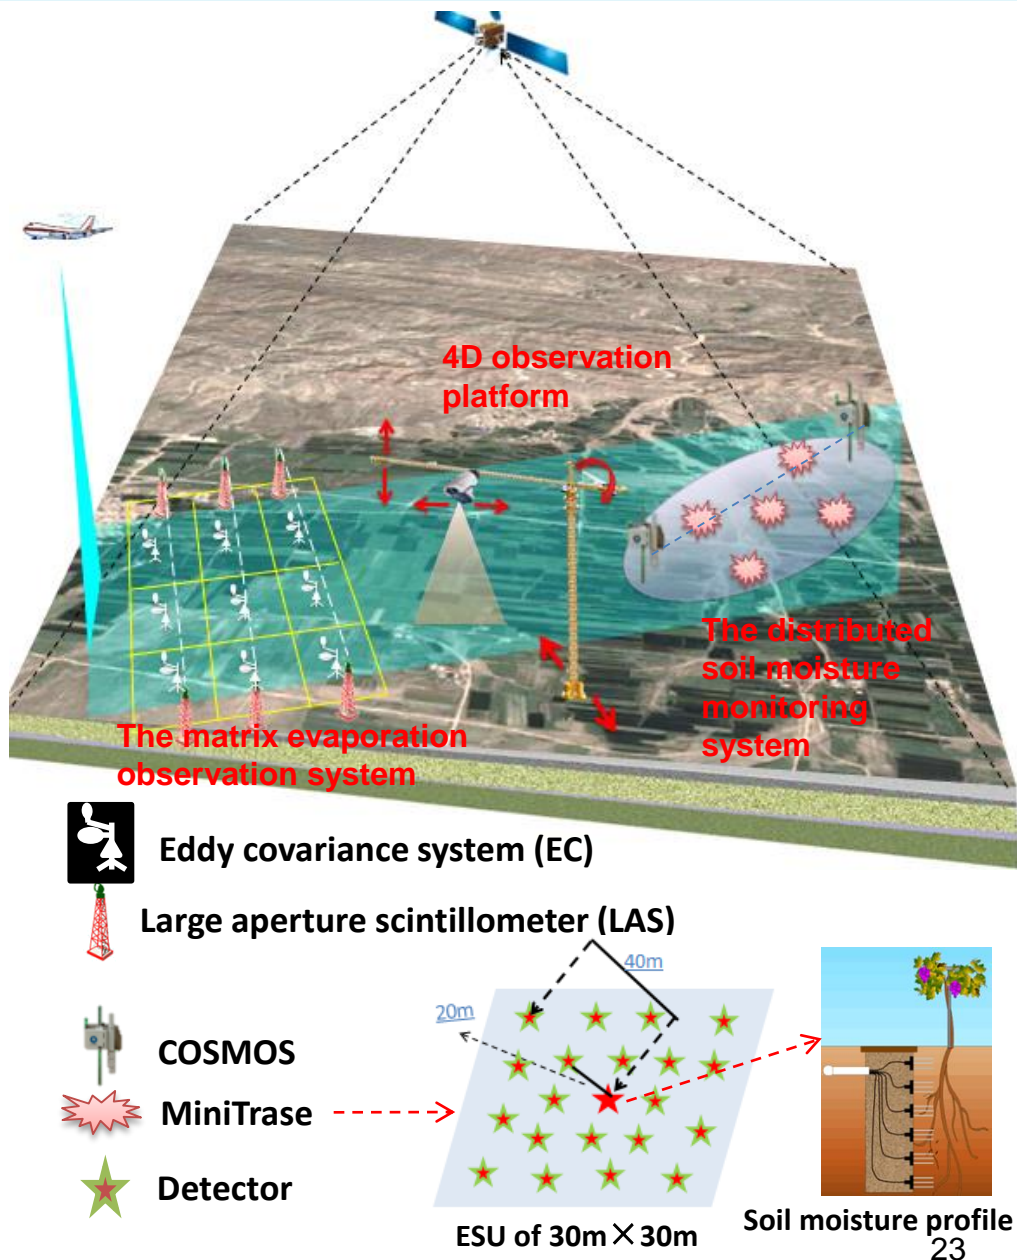 4D observation
platform
The distributed
soil moisture
monitoring
system
The matrix evaporation
observation system
Eddy covariance system (EC)
Large aperture scintillometer (LAS)
40m
20m
COSMOS
MiniTrase
Detector
ESU of 30m×30m
Soil moisture profile
23